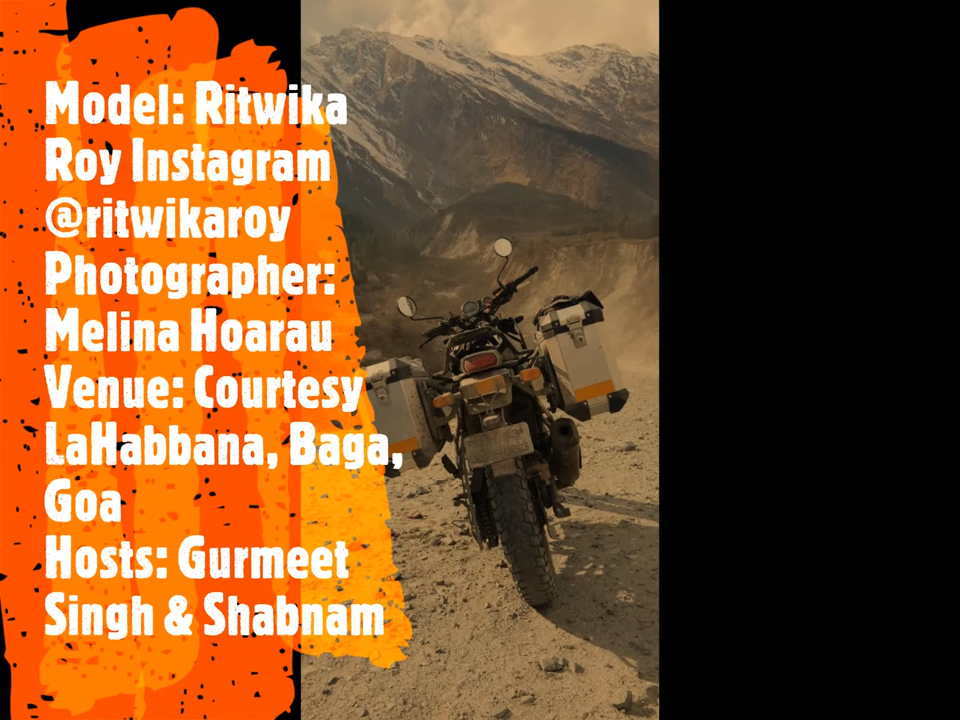 Model: Ritwika
Roy Instagram
@ritwikaroy
Photographer:
Melina Hoarau
Venue: Courtesy
LaHabbana, Baga,
Goa
Hosts: Gurmeet
Singh & Shabnam